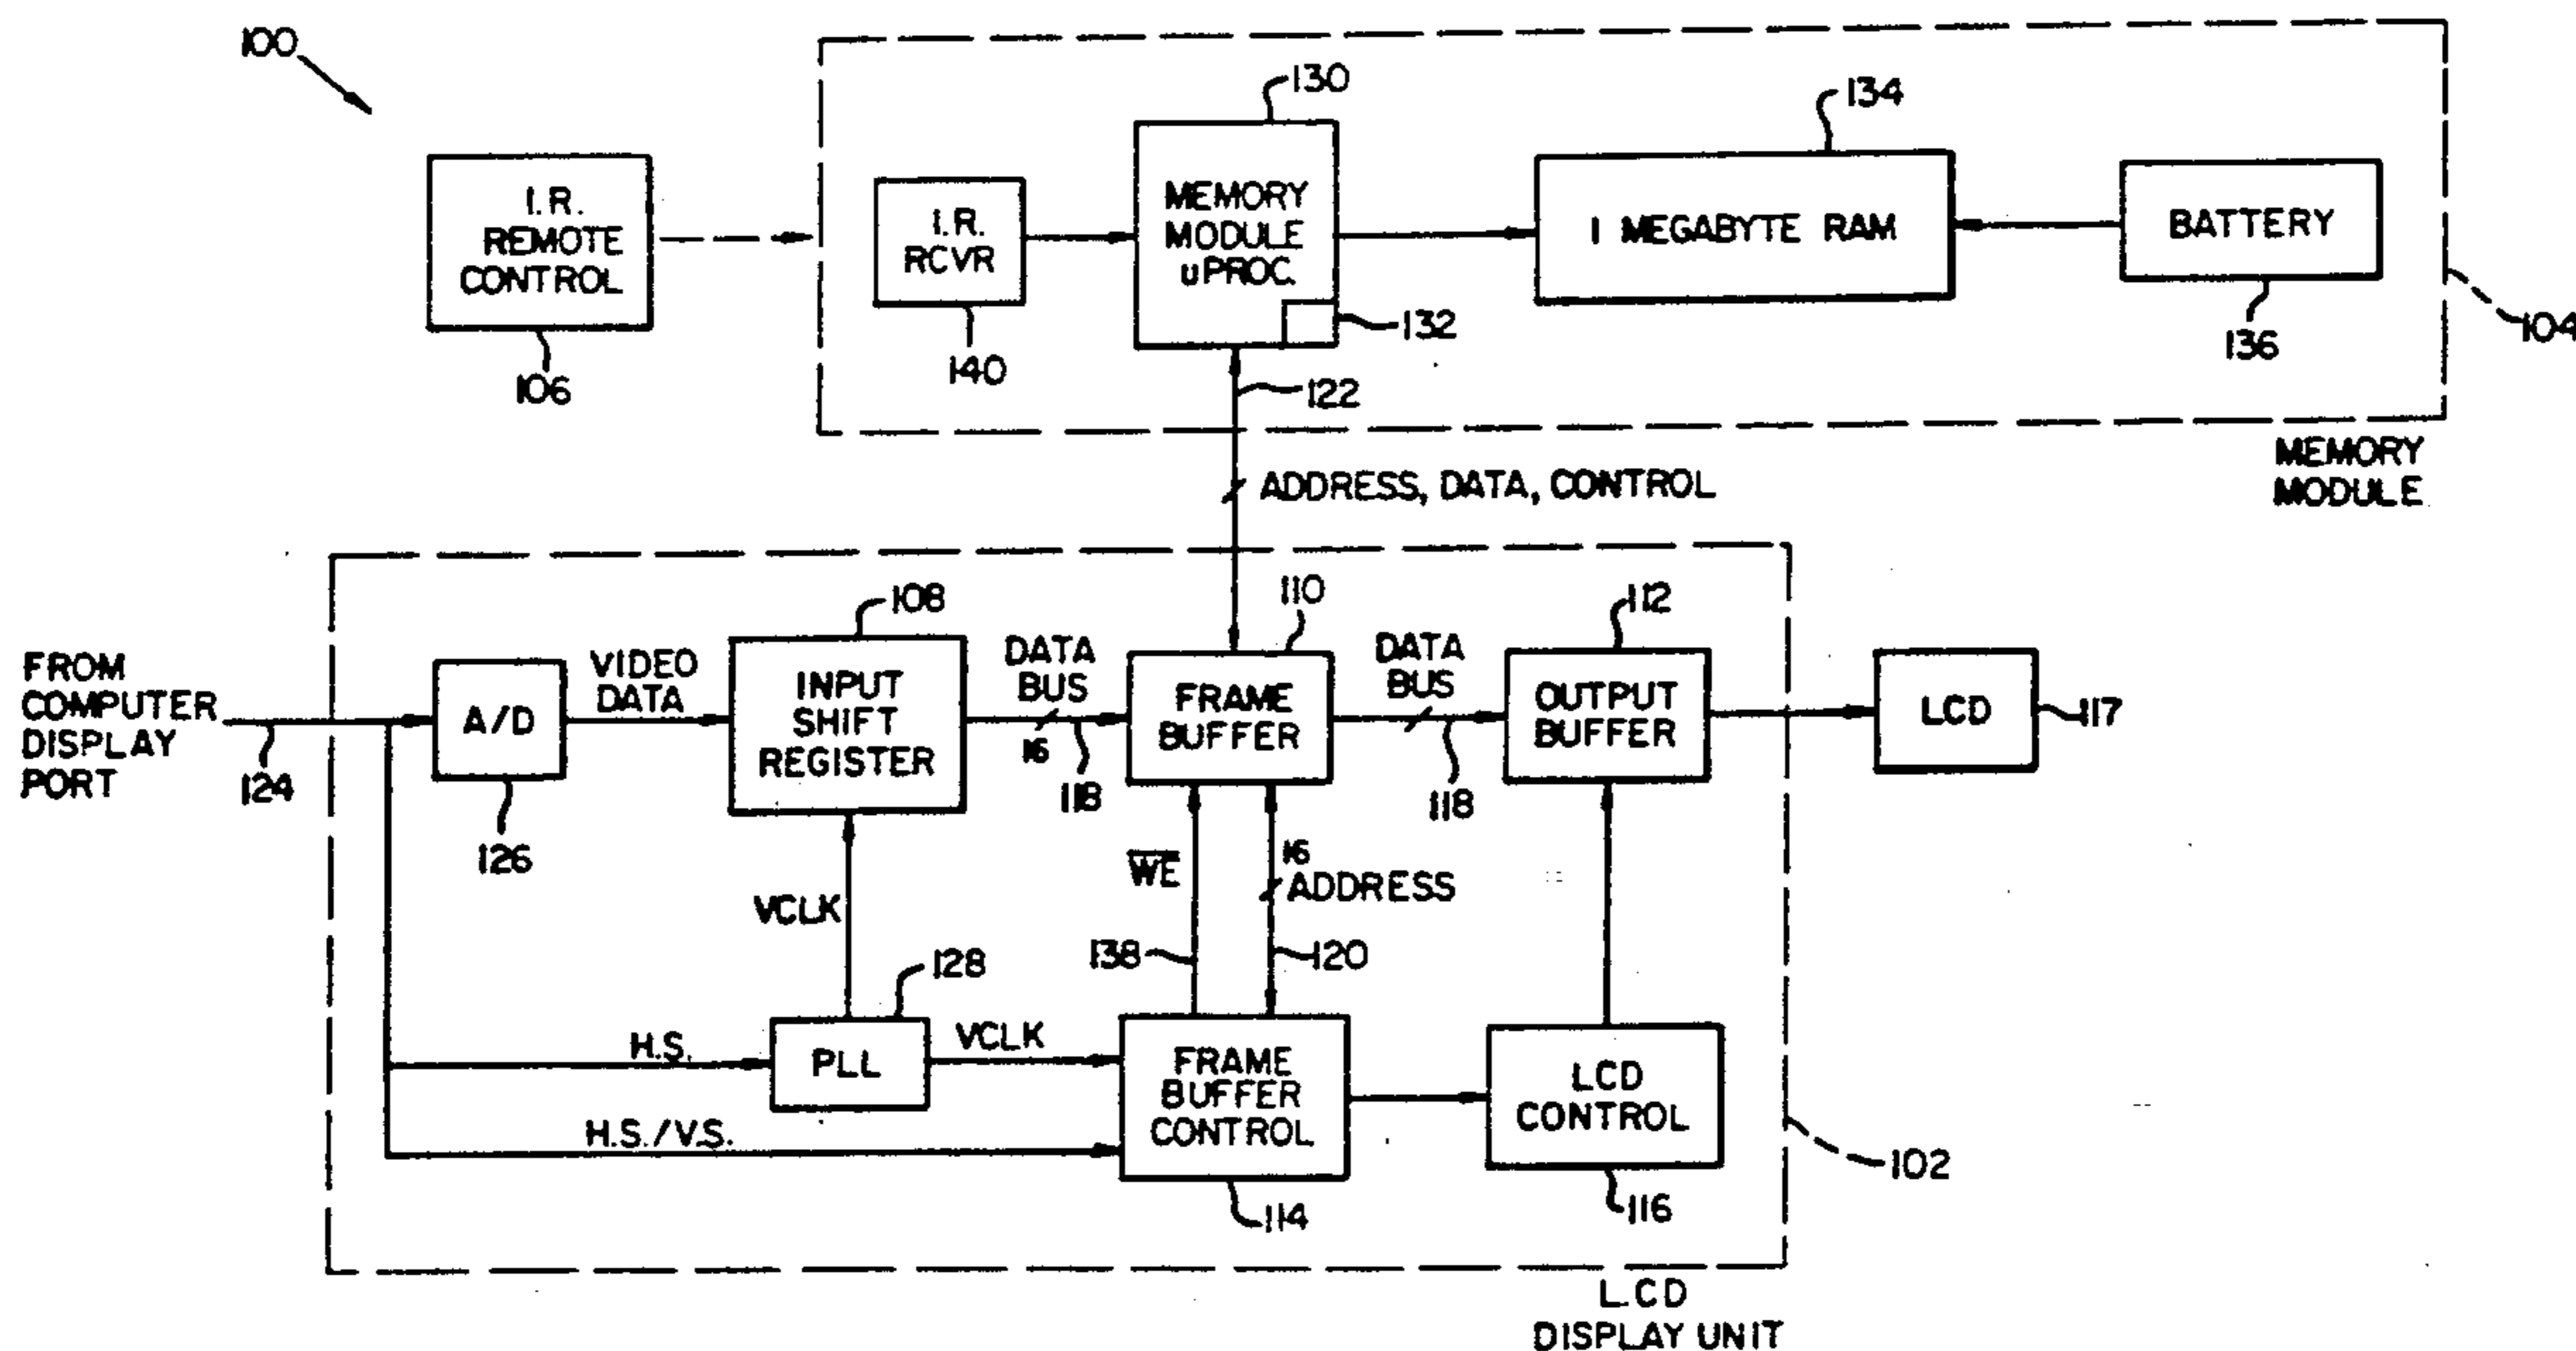 100
130
134
I.R.
REMOTE
CONTROL
106
I.R.
RCVR
140
MEMORY
MODULE
uPROC.
132
1 MEGABYTE RAM
BATTERY
136
104
122
MEMORY
MODULE
ADDRESS, DATA, CONTROL
FROM
COMPUTER
DISPLAY
PORT
124
A/D
126
VIDEO
DATA
108
INPUT
SHIFT
REGISTER
DATA
BUS
16
118
110
FRAME
BUFFER
DATA
BUS
118
112
OUTPUT
BUFFER
LCD
117
VCLK
W̅E̅
138
16
ADDRESS
120
128
H.S.
PLL
VCLK
H.S./V.S.
FRAME
BUFFER
CONTROL
114
LCD
CONTROL
116
102
LCD
DISPLAY UNIT